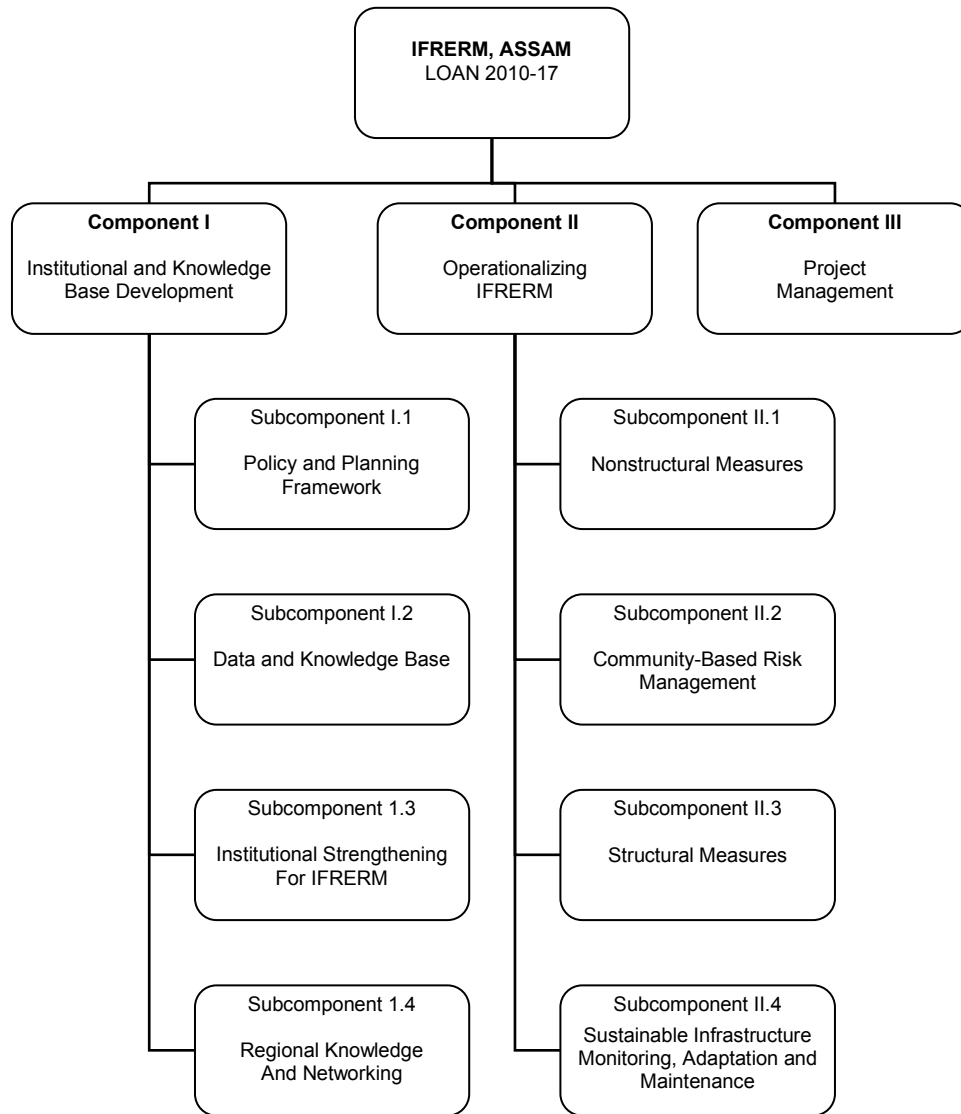 IFRERM, ASSAM
LOAN 2010-17
Component I
Institutional and Knowledge
Base Development
Component II
Operationalizing
IFRERM
Component III
Project
Management
Subcomponent I.1
Policy and Planning
Framework
Subcomponent II.1
Nonstructural Measures
Subcomponent I.2
Data and Knowledge Base
Subcomponent II.2
Community-Based Risk
Management
Subcomponent 1.3
Institutional Strengthening
For IFRERM
Subcomponent II.3
Structural Measures
Subcomponent 1.4
Regional Knowledge
And Networking
Subcomponent II.4
Sustainable Infrastructure
Monitoring, Adaptation and
Maintenance